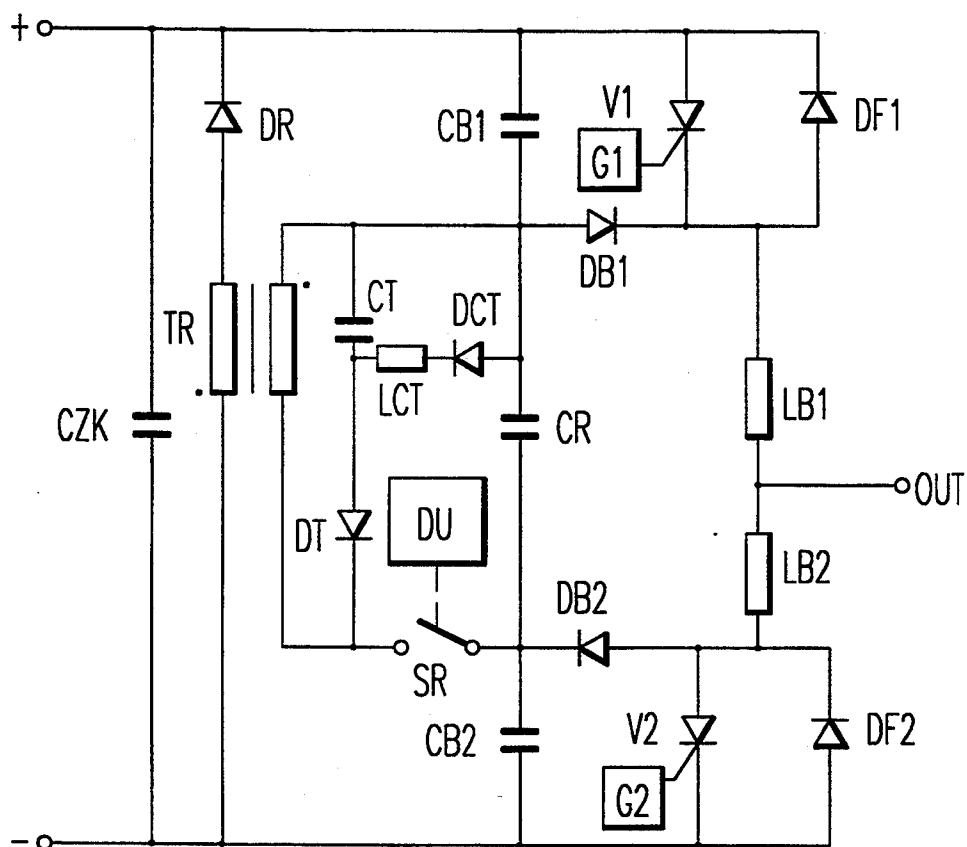 +
DR
CB1
V1
G1
DF1
DB1
CT
DCT
TR
LCT
LB1
CZK
CR
OUT
DT
DU
LB2
DB2
SR
CB2
V2
G2
DF2
-